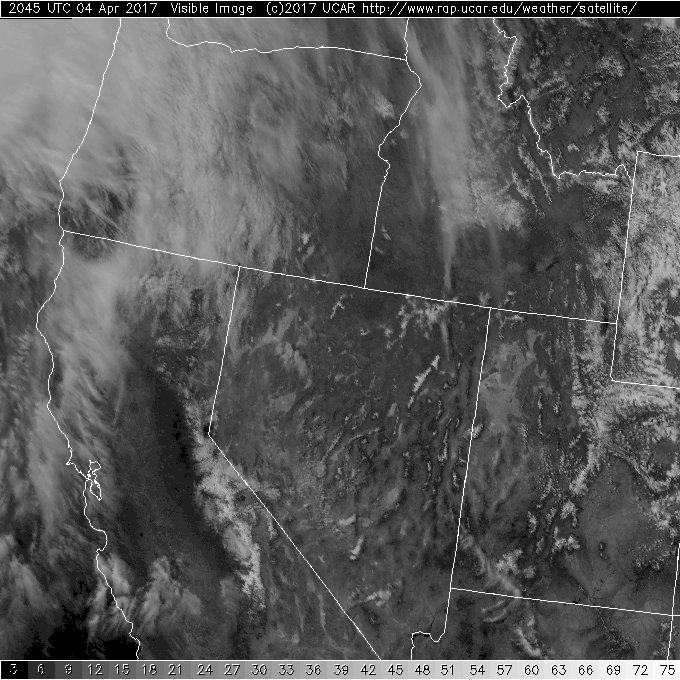 2045 UTC 04 Apr 2017 Visible Image (c)2017 UCAR http://www.rap.ucar.edu/weather/satellite/
3 6 9 12 15 18 21 24 27 30 33 36 39 42 45 48 51 54 57 60 63 66 69 72 75